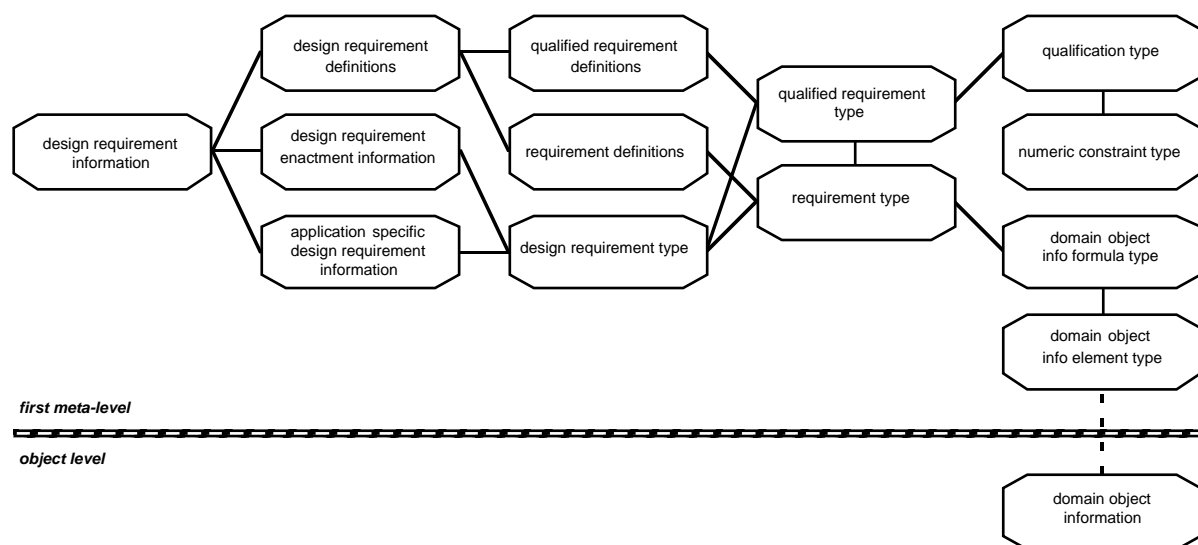 design requirement
information
design requirement
definitions
design requirement
enactment information
application specific
design requirement
information
qualified requirement
definitions
requirement definitions
design requirement type
qualified requirement
type
requirement type
qualification type
numeric constraint type
domain object
info formula type
domain object
info element type
first meta-level
object level
domain object
information